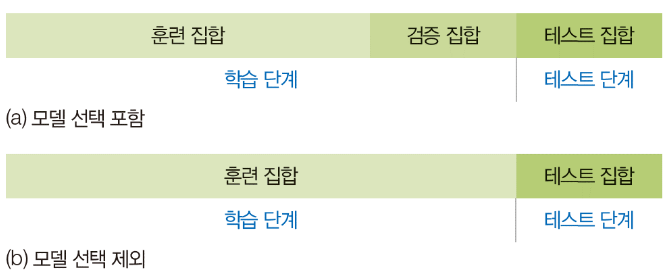 훈련 집합 검증 집합 테스트 집합
학습 단계 테스트 단계
(a) 모델 선택 포함
훈련 집합 테스트 집합
학습 단계 테스트 단계
(b) 모델 선택 제외